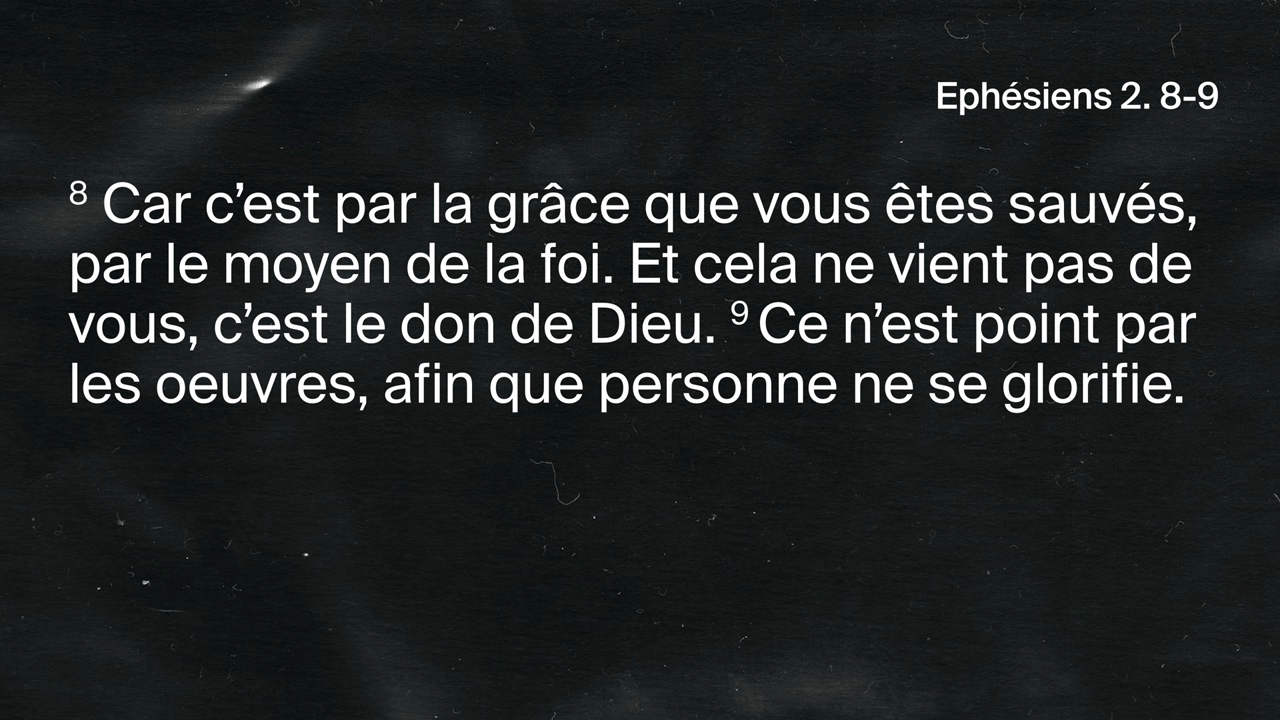 Ephésiens 2. 8-9
8 Car c’est par la grâce que vous êtes sauvés,
par le moyen de la foi. Et cela ne vient pas de
vous, c’est le don de Dieu. 9 Ce n’est point par
les oeuvres, afin que personne ne se glorifie.